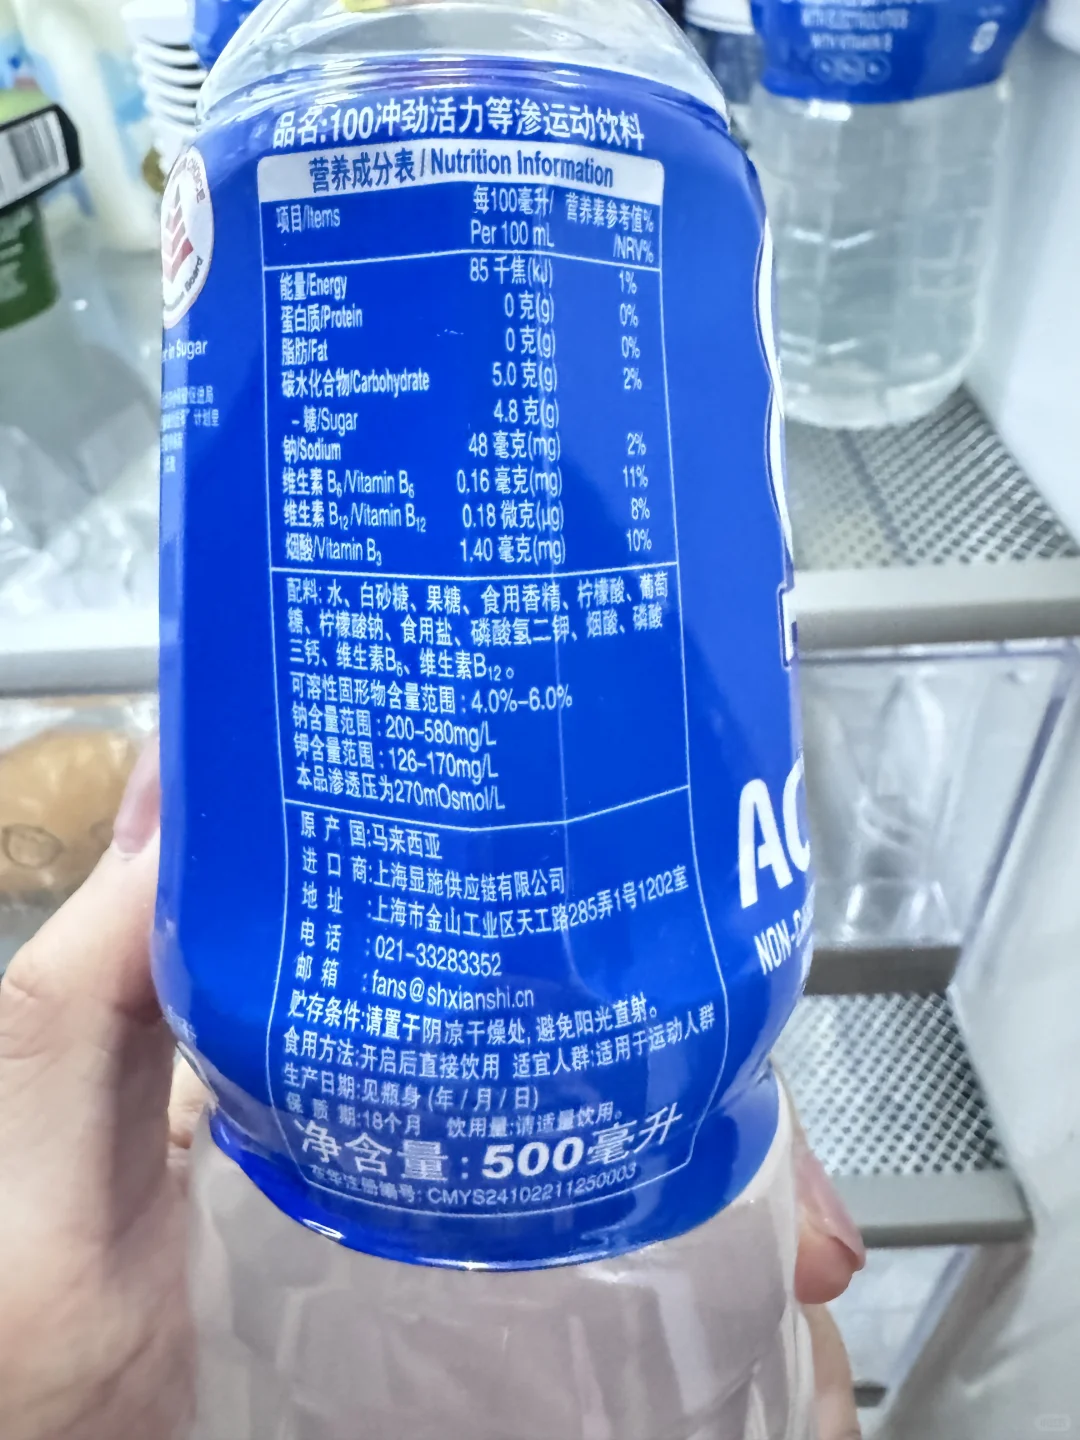 WITH ELECTROLYTES
WITH VITAMIN B
品名:100冲劲活力等渗运动饮料
营养成分表 / Nutrition Information
项目/Items 每100毫升/ Per 100 mL 营养素参考值% /NRV%
能量/Energy 85 千焦(kJ) 1%
蛋白质/Protein 0 克(g) 0%
脂肪/Fat 0 克(g) 0%
碳水化合物/Carbohydrate 5.0 克(g) 2%
– 糖/Sugar 4.8 克(g)
钠/Sodium 48 毫克(mg) 2%
维生素 B6/Vitamin B6 0.16 毫克(mg) 11%
维生素 B12/Vitamin B12 0.18 微克(μg) 8%
烟酸/Vitamin B3 1.40 毫克(mg) 10%
配料: 水、白砂糖、果糖、食用香精、柠檬酸、葡萄
糖、柠檬酸钠、食用盐、磷酸氢二钾、烟酸、磷酸
三钙、维生素B6、维生素B12。
可溶性固形物含量范围: 4.0%-6.0%
钠含量范围: 200-580mg/L
钾含量范围: 126-170mg/L
本品渗透压为270mOsmol/L
原产国:马来西亚
进口商:上海显施供应链有限公司
地址:上海市金山工业区天工路285弄1号1202室
电话:021-33283352
邮箱:fans@shxianshi.cn
贮存条件:请置于阴凉干燥处, 避免阳光直射。
食用方法:开启后直接饮用 适宜人群:适用于运动人群
生产日期:见瓶身 (年 / 月 / 日)
保质期:18个月 饮用量:请适量饮用。
净含量: 500毫升
在华注册编号: CMYS24102211250003
in Sugar
计划里
AC
NON-